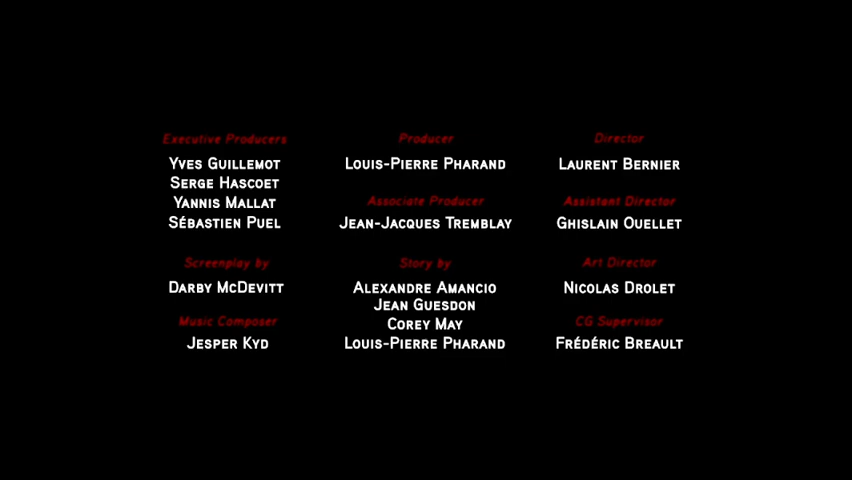 Executive Producers
Yves Guillemot
Serge Hascoet
Yannis Mallat
Sébastien Puel
Screenplay by
Darby McDevitt
Music Composer
Jesper Kyd
Producer
Louis-Pierre Pharand
Associate Producer
Jean-Jacques Tremblay
Story by
Alexandre Amancio
Jean Guesdon
Corey May
Louis-Pierre Pharand
Director
Laurent Bernier
Assistant Director
Ghislain Ouellet
Art Director
Nicolas Drolet
CG Supervisor
Frédéric Breault